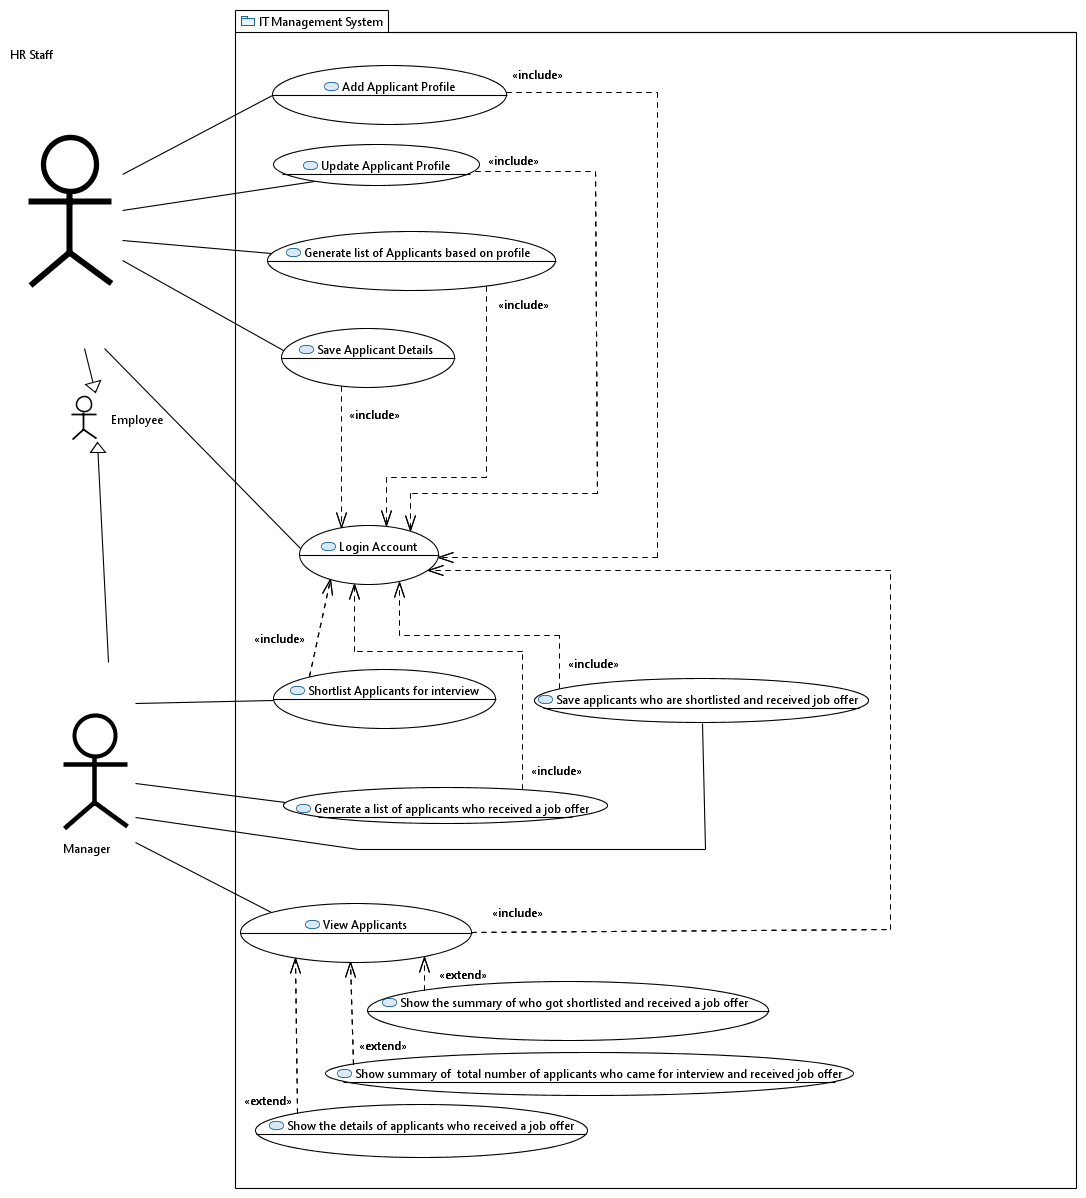 IT Management System
HR Staff
«include»
Add Applicant Profile
«include»
Update Applicant Profile
Generate list of Applicants based on profile
«include»
Save Applicant Details
«include»
Employee
Login Account
«include»
«include»
Shortlist Applicants for interview
Save applicants who are shortlisted and received job offer
«include»
Generate a list of applicants who received a job offer
Manager
«include»
View Applicants
«extend»
Show the summary of who got shortlisted and received a job offer
«extend»
Show summary of  total number of applicants who came for interview and received job offer
«extend»
Show the details of applicants who received a job offer